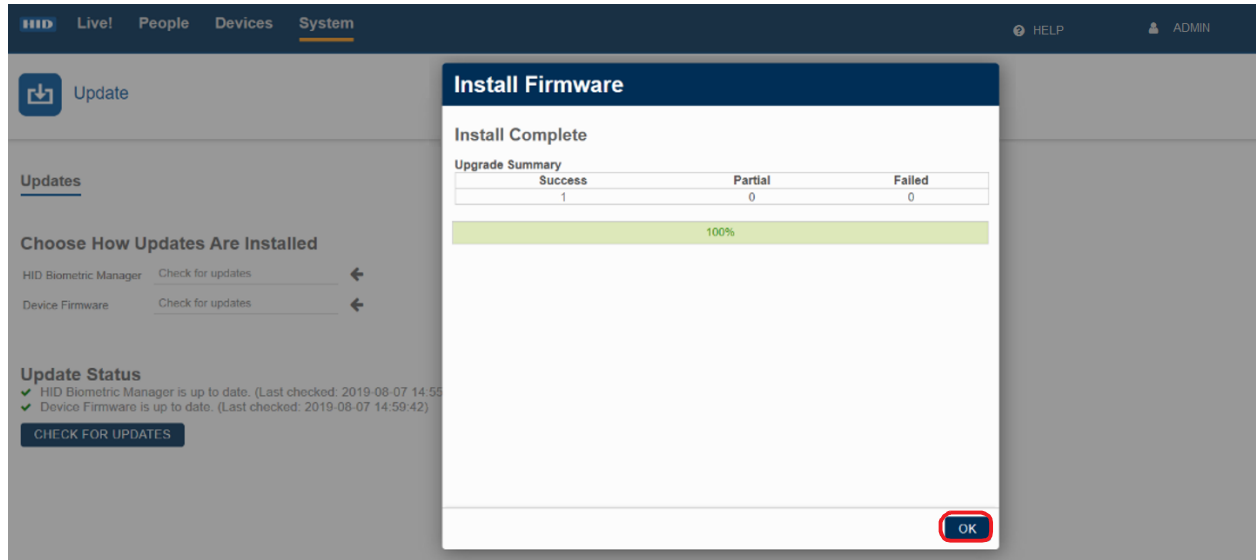 HID Live! People Devices System HELP ADMIN
Update
Install Firmware
Install Complete
Upgrade Summary
Success Partial Failed
1 0 0
100%
Updates
Choose How Updates Are Installed
HID Biometric Manager Check for updates
Device Firmware Check for updates
Update Status
HID Biometric Manager is up to date. (Last checked: 2019-08-07 14:55
Device Firmware is up to date. (Last checked: 2019-08-07 14:59:42)
CHECK FOR UPDATES
OK